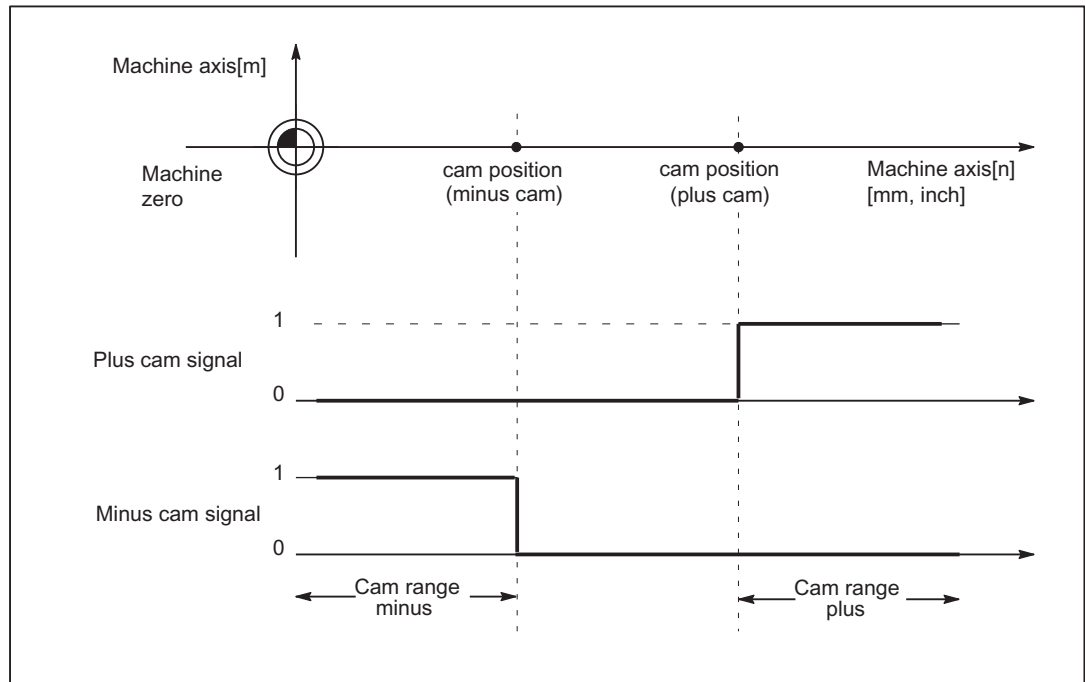 Machine axis[m]
Machine
zero
cam position
(minus cam)
cam position
(plus cam)
Machine axis[n]
[mm, inch]
1
Plus cam signal
0
1
Minus cam signal
0
Cam range
minus
Cam range
plus